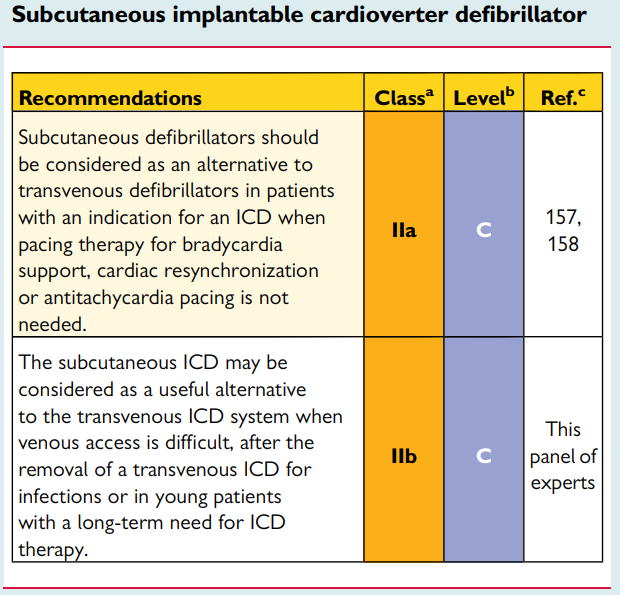 Subcutaneous implantable cardioverter defibrillator
Recommendations Classᵃ Levelᵇ Ref.ᶜ
Subcutaneous defibrillators should
be considered as an alternative to
transvenous defibrillators in patients
with an indication for an ICD when
pacing therapy for bradycardia
support, cardiac resynchronization
or antitachycardia pacing is not
needed.
IIa
C
157,
158
The subcutaneous ICD may be
considered as a useful alternative
to the transvenous ICD system when
venous access is difficult, after the
removal of a transvenous ICD for
infections or in young patients
with a long-term need for ICD
therapy.
IIb
C
This
panel of
experts